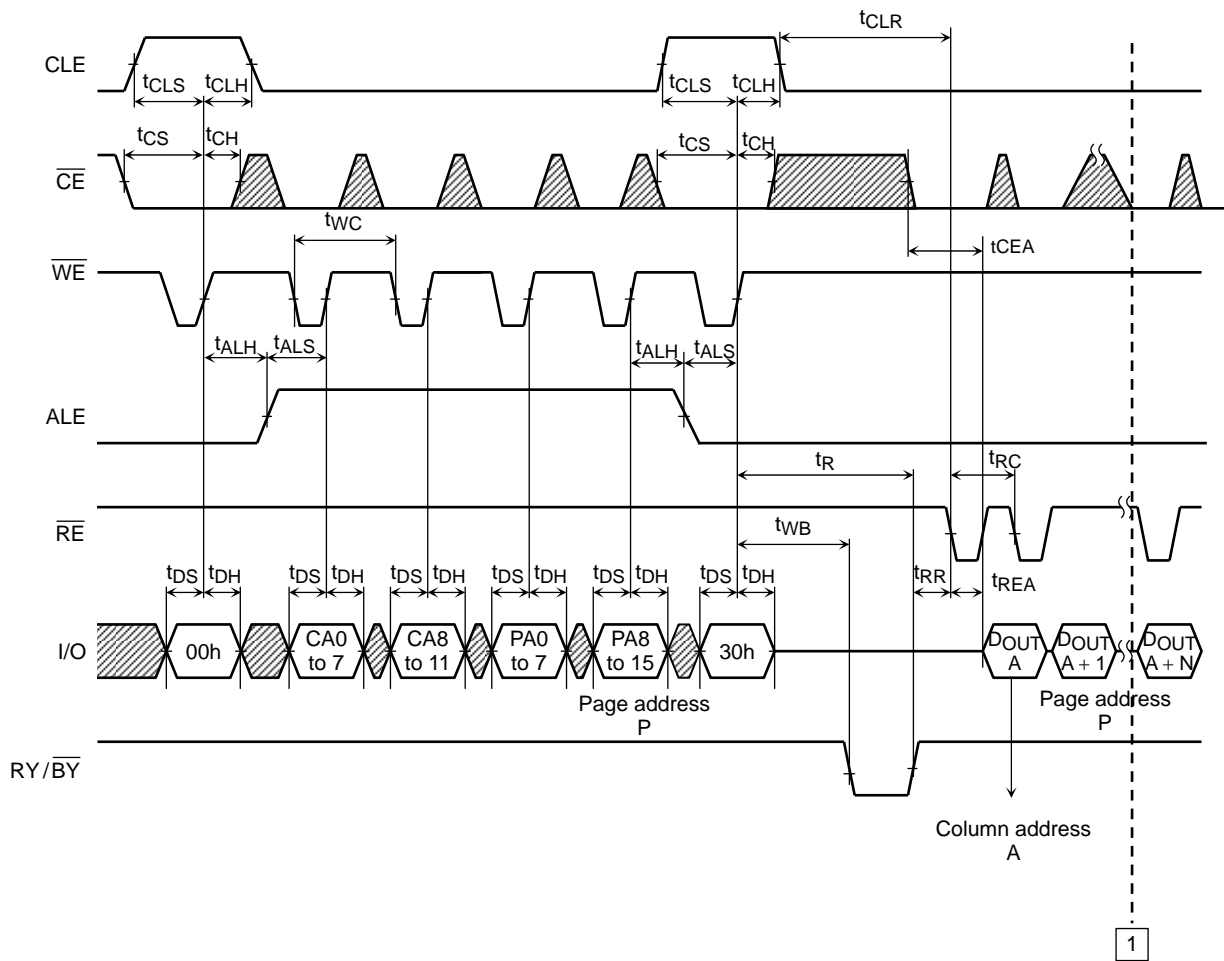 tCLR
CLE
tCLS tCLH tCLS tCLH
tCS tCH tCS tCH
CE
tWC tCEA
WE
tALH tALS tALH tALS
ALE
tR tRC
RE
tWB
tDS tDH tDS tDH tDS tDH tDS tDH tDS tDH tDS tDH tRR tREA
I/O 00h CA0 to 7 CA8 to 11 PA0 to 7 PA8 to 15 30h DOUT A DOUT A + 1 DOUT A + N
Page address P
Page address P
RY/BY
Column address
A
1